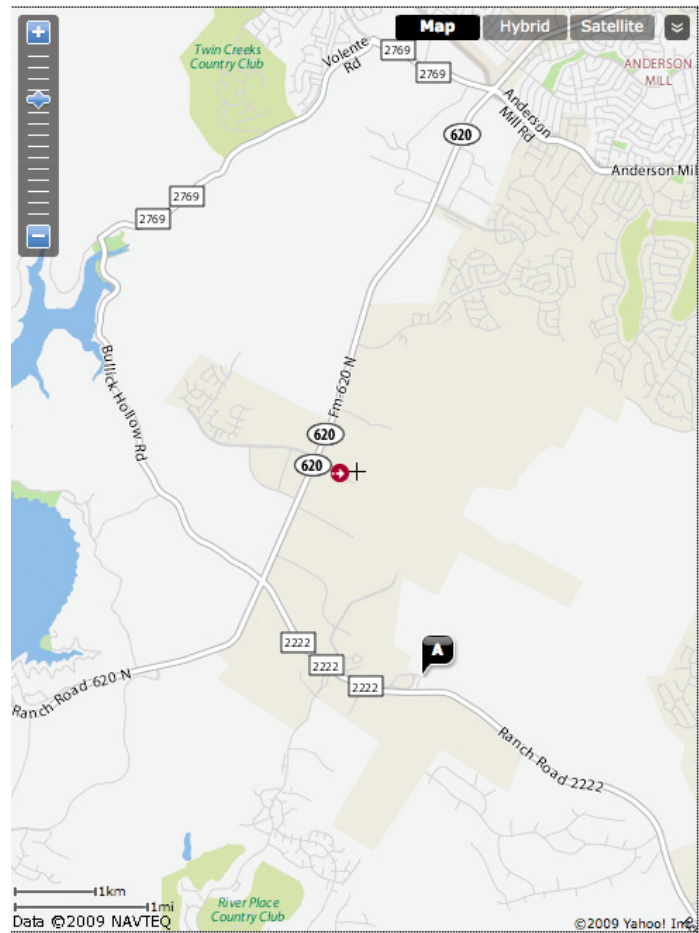 Map
Hybrid
Satellite
Twin Creeks
Country Club
Volente
Rd
2769
2769
ANDERSON
MILL
Anderson
Mill Rd
620
Anderson Mil
2769
2769
Bullick Hollow Rd
Fm-620 N
620
620
A
2222
2222
2222
Ranch Road 620 N
Ranch Road 2222
1km
1mi
River Place
Country Club
Data ©2009 NAVTEQ
©2009 Yahoo! Inc